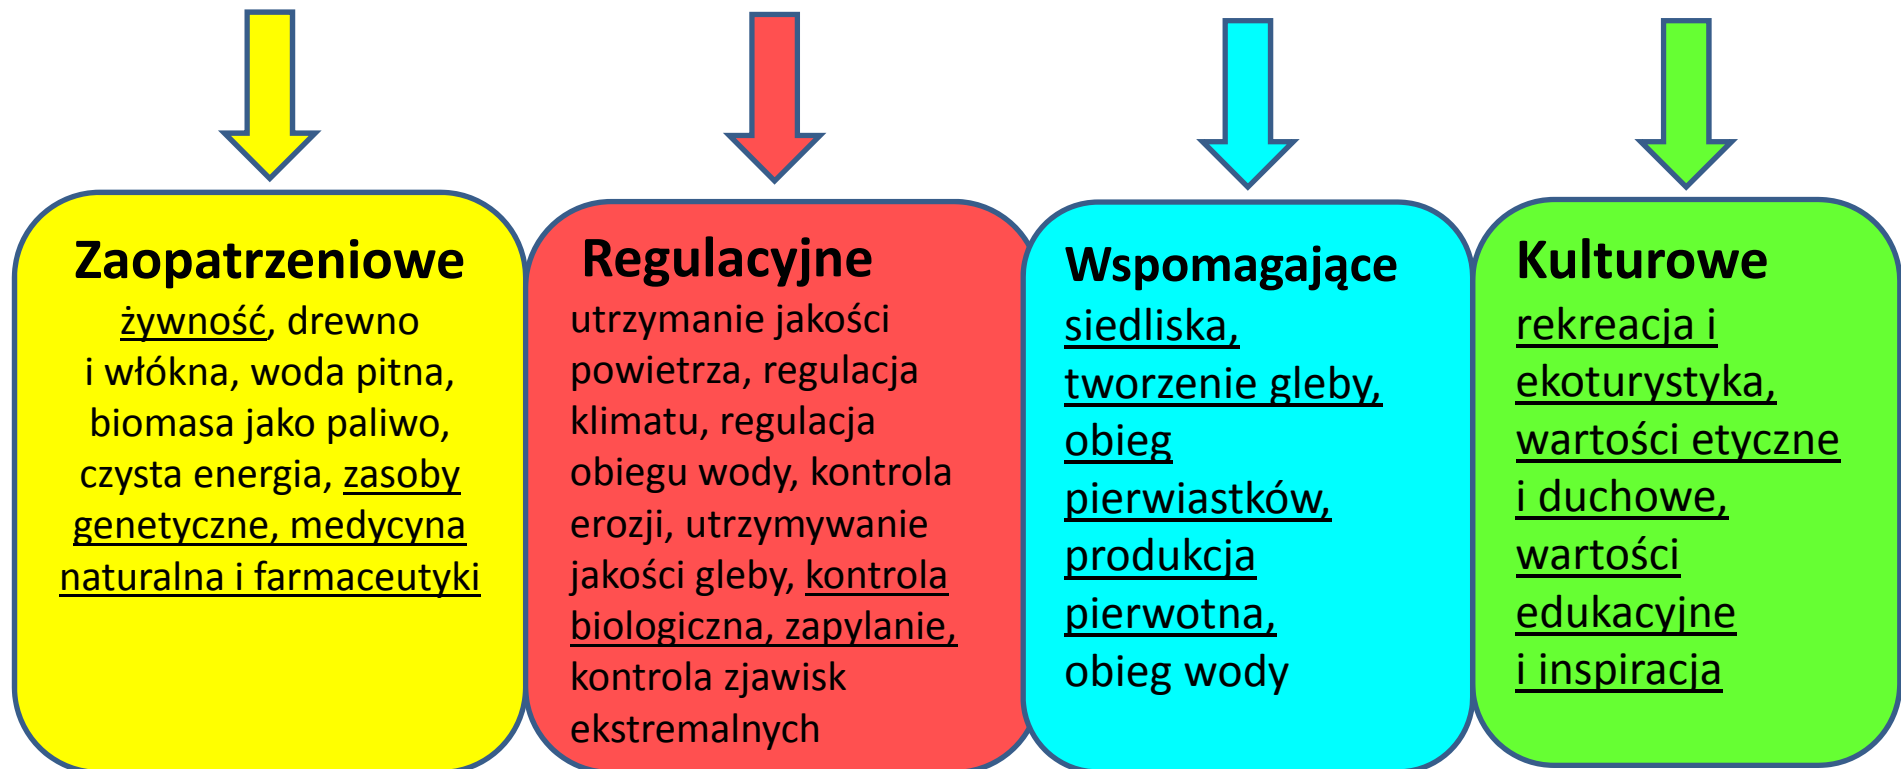 Zaopatrzeniowe
żywność, drewno
i włókna, woda pitna,
biomasa jako paliwo,
czysta energia, zasoby
genetyczne, medycyna
naturalna i farmaceutyki
Regulacyjne
utrzymanie jakości
powietrza, regulacja
klimatu, regulacja
obiegu wody, kontrola
erozji, utrzymywanie
jakości gleby, kontrola
biologiczna, zapylanie,
kontrola zjawisk
ekstremalnych
Wspomagające
siedliska,
tworzenie gleby,
obieg
pierwiastków,
produkcja
pierwotna,
obieg wody
Kulturowe
rekreacja i
ekoturystyka,
wartości etyczne
i duchowe,
wartości
edukacyjne
i inspiracja